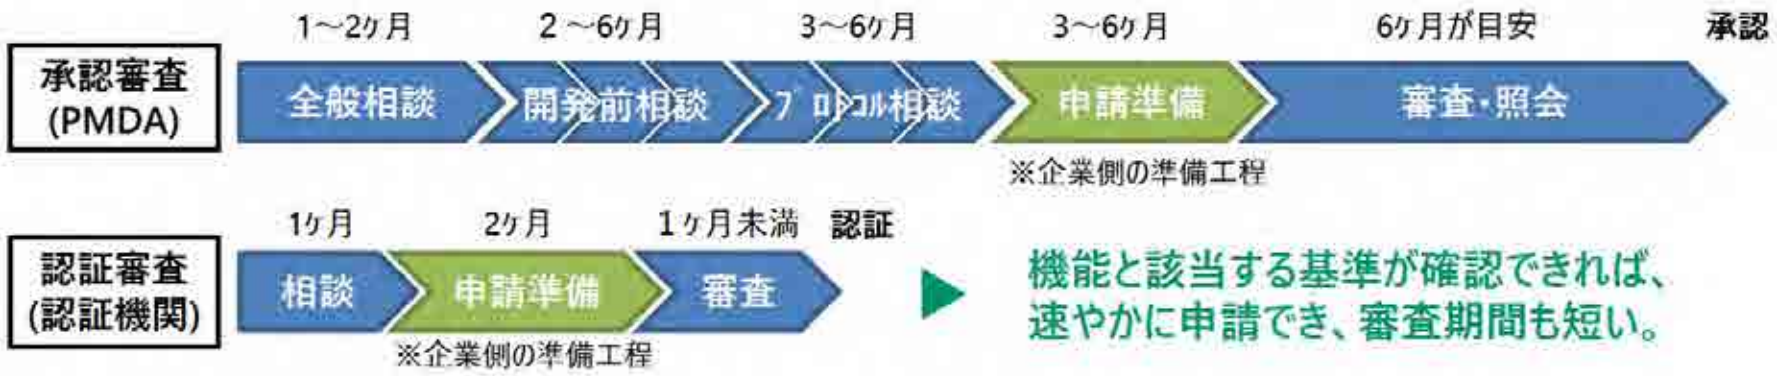 1～2ヶ月
2～6ヶ月
3～6ヶ月
3～6ヶ月
6ヶ月が目安
承認
承認審査
(PMDA)
全般相談
開発前相談
ﾌﾟﾛﾄｺﾙ相談
申請準備
審査・照会
※企業側の準備工程
1ヶ月
2ヶ月
1ヶ月未満
認証
認証審査
(認証機関)
相談
申請準備
審査
※企業側の準備工程
機能と該当する基準が確認できれば、
速やかに申請でき、審査期間も短い。